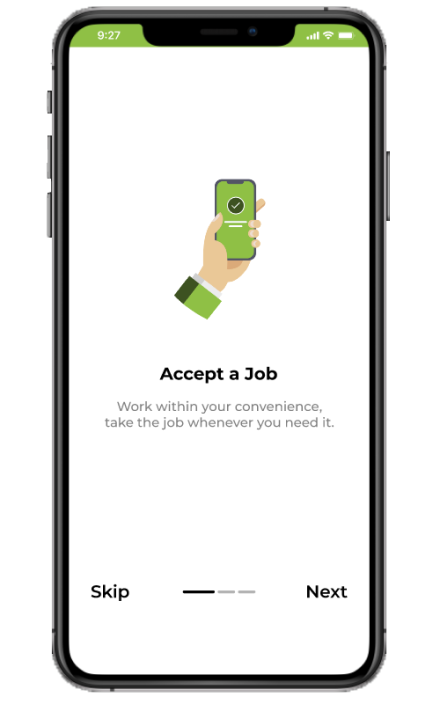 9:27
Accept a Job
Work within your convenience,
take the job whenever you need it.
Skip
Next